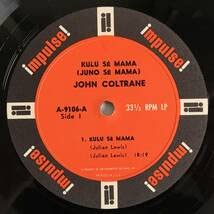 KULU SÉ MAMA
(JUNO SÉ MAMA)
JOHN COLTRANE
A-9106-A
Side 1
33⅓ RPM LP
1. KULU SÉ MAMA
(Julian Lewis)
(Julian Lewis) 18:19
impulse!
impulse!
impulse!
impulse!